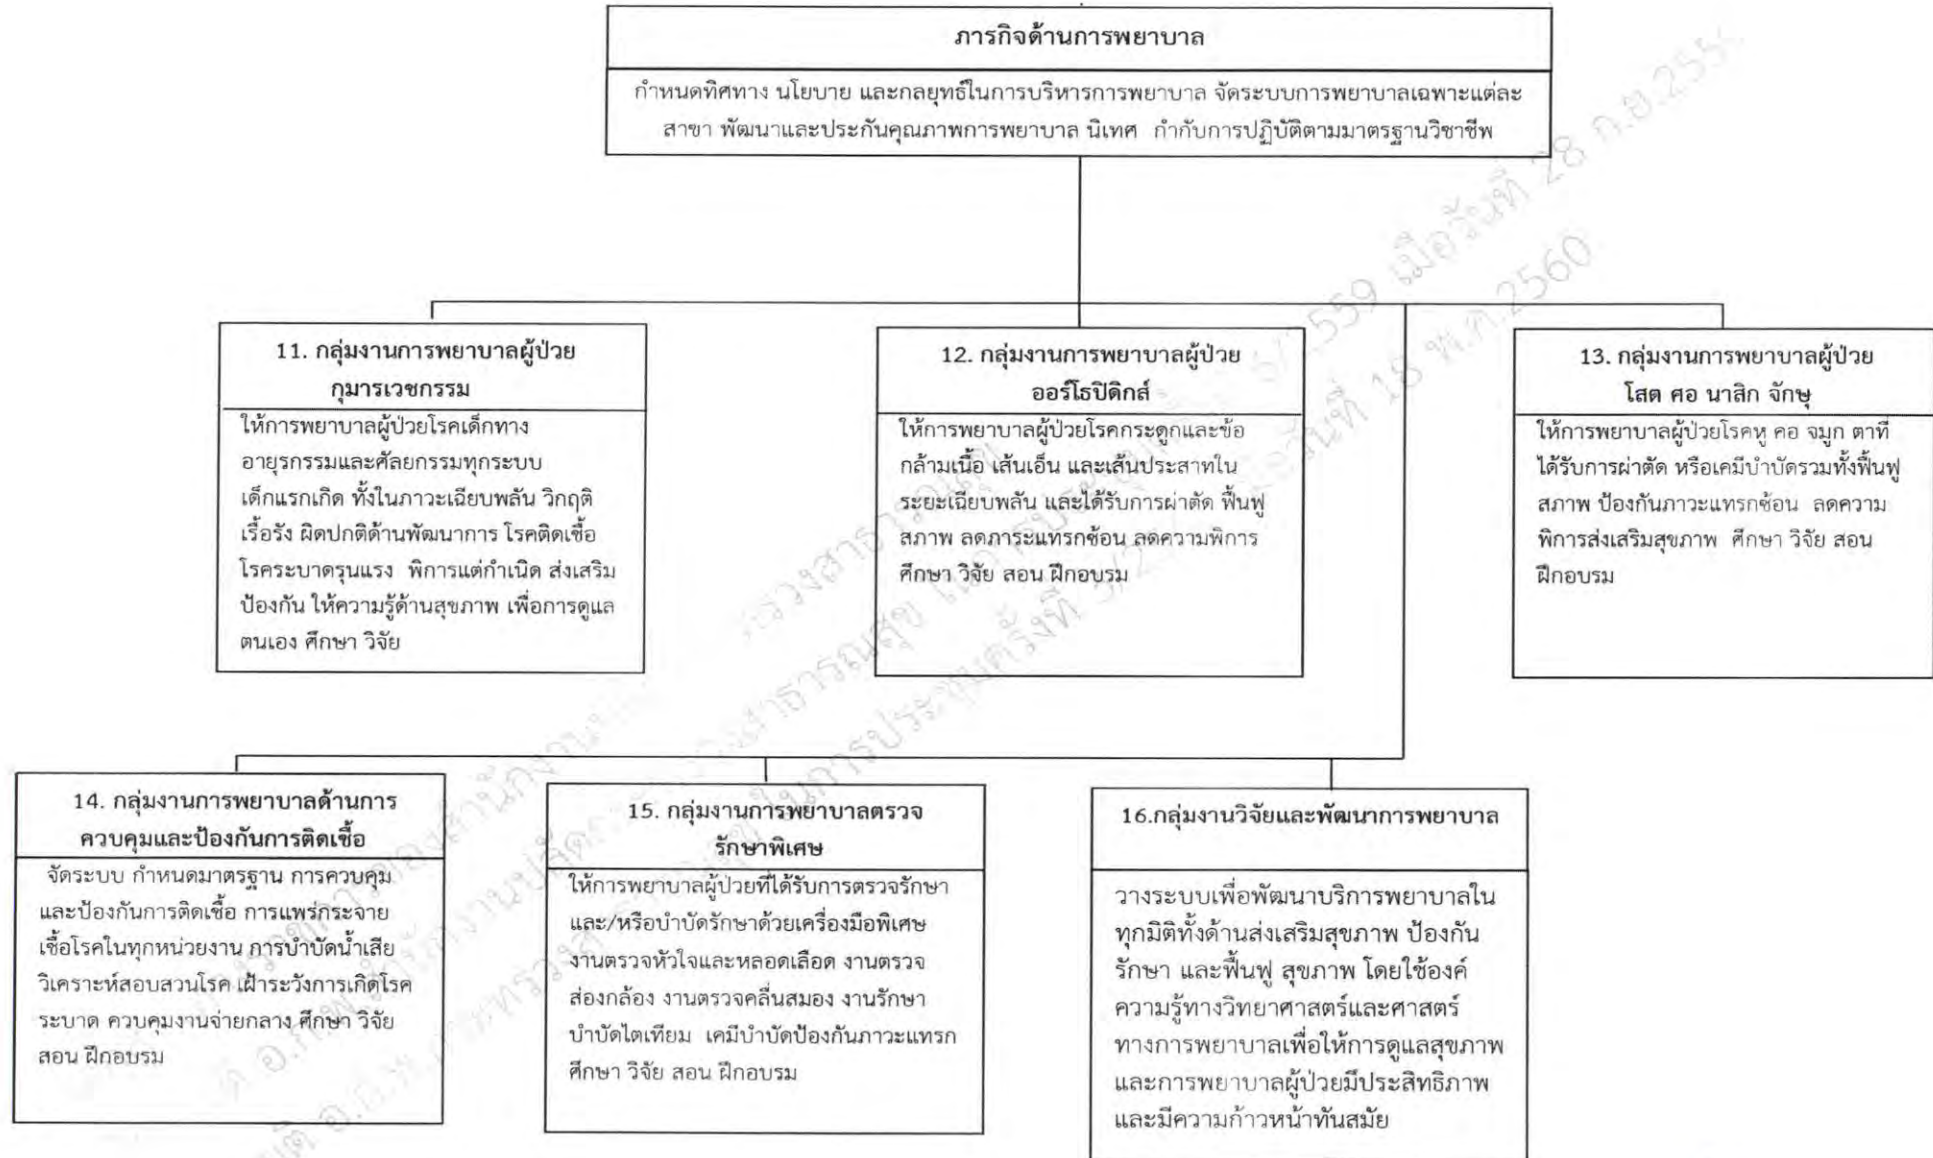 ภารกิจด้านการพยาบาล
กำหนดทิศทาง นโยบาย และกลยุทธ์ในการบริหารการพยาบาล จัดระบบการพยาบาลเฉพาะแต่ละ
สาขา พัฒนาและประกันคุณภาพการพยาบาล นิเทศ กำกับการปฏิบัติตามมาตรฐานวิชาชีพ
11. กลุ่มงานการพยาบาลผู้ป่วย
กุมารเวชกรรม
ให้การพยาบาลผู้ป่วยโรคเด็กทาง
อายุรกรรมและศัลยกรรมทุกระบบ
เด็กแรกเกิด ทั้งในภาวะเฉียบพลัน วิกฤติ
เรื้อรัง ผิดปกติด้านพัฒนาการ โรคติดเชื้อ
โรคระบาดรุนแรง พิการแต่กำเนิด ส่งเสริม
ป้องกัน ให้ความรู้ด้านสุขภาพ เพื่อการดูแล
ตนเอง ศึกษา วิจัย
12. กลุ่มงานการพยาบาลผู้ป่วย
ออร์โธปิดิกส์
ให้การพยาบาลผู้ป่วยโรคกระดูกและข้อ
กล้ามเนื้อ เส้นเอ็น และเส้นประสาทใน
ระยะเฉียบพลัน และได้รับการผ่าตัด ฟื้นฟู
สภาพ ลดภาระแทรกซ้อน ลดความพิการ
ศึกษา วิจัย สอน ฝึกอบรม
13. กลุ่มงานการพยาบาลผู้ป่วย
โสต ศอ นาสิก จักษุ
ให้การพยาบาลผู้ป่วยโรคหู คอ จมูก ตาที่
ได้รับการผ่าตัด หรือเคมีบำบัดรวมทั้งฟื้นฟู
สภาพ ป้องกันภาวะแทรกซ้อน ลดความ
พิการส่งเสริมสุขภาพ ศึกษา วิจัย สอน
ฝึกอบรม
14. กลุ่มงานการพยาบาลด้านการ
ควบคุมและป้องกันการติดเชื้อ
จัดระบบ กำหนดมาตรฐาน การควบคุม
และป้องกันการติดเชื้อ การแพร่กระจาย
เชื้อโรคในทุกหน่วยงาน การบำบัดน้ำเสีย
วิเคราะห์สอบสวนโรค เฝ้าระวังการเกิดโรค
ระบาด ควบคุมงานจ่ายกลาง ศึกษา วิจัย
สอน ฝึกอบรม
15. กลุ่มงานการพยาบาลตรวจ
รักษาพิเศษ
ให้การพยาบาลผู้ป่วยที่ได้รับการตรวจรักษา
และ/หรือบำบัดรักษาด้วยเครื่องมือพิเศษ
งานตรวจหัวใจและหลอดเลือด งานตรวจ
ส่องกล้อง งานตรวจคลื่นสมอง งานรักษา
บำบัดไตเทียม เคมีบำบัดป้องกันภาวะแทรก
ศึกษา วิจัย สอน ฝึกอบรม
16.กลุ่มงานวิจัยและพัฒนาการพยาบาล
วางระบบเพื่อพัฒนาบริการพยาบาลใน
ทุกมิติทั้งด้านส่งเสริมสุขภาพ ป้องกัน
รักษา และฟื้นฟู สุขภาพ โดยใช้องค์
ความรู้ทางวิทยาศาสตร์และศาสตร์
ทางการพยาบาลเพื่อให้การดูแลสุขภาพ
และการพยาบาลผู้ป่วยมีประสิทธิภาพ
และมีความก้าวหน้าทันสมัย